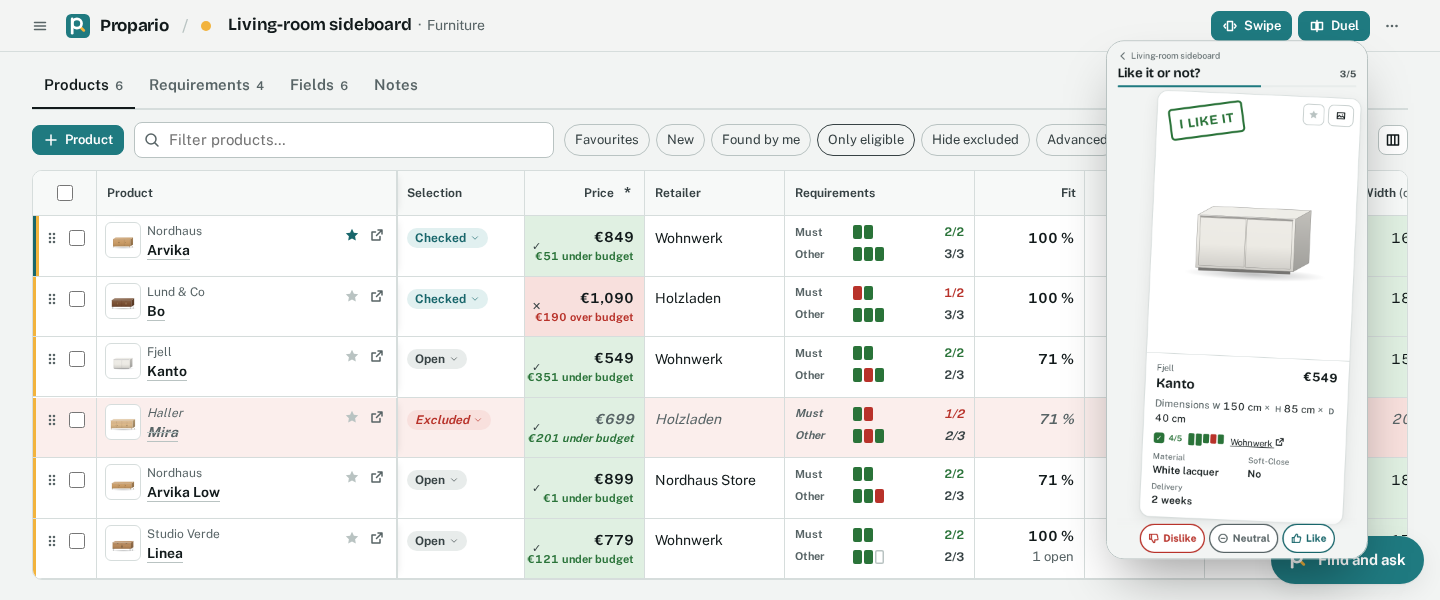 Propario / Living-room sideboard · Furniture
Swipe
Duel
Products 6
Requirements 4
Fields 6
Notes
+ Product
Filter products...
Favourites
New
Found by me
Only eligible
Hide excluded
Advanced
Product
Selection
Price *
Retailer
Requirements
Fit
Width
Nordhaus
Arvika
Checked
✓
€849
€51 under budget
Wohnwerk
Must 2/2
Other 3/3
100 %
Lund & Co
Bo
Checked
✕
€1,090
€190 over budget
Holzladen
Must 1/2
Other 3/3
100 %
Fjell
Kanto
Open
✓
€549
€351 under budget
Wohnwerk
Must 2/2
Other 2/3
71 %
Haller
Mira
Excluded
✓
€699
€201 under budget
Holzladen
Must 1/2
Other 2/3
71 %
Nordhaus
Arvika Low
Open
✓
€899
€1 under budget
Nordhaus Store
Must 2/2
Other 2/3
71 %
Studio Verde
Linea
Open
✓
€779
€121 under budget
Wohnwerk
Must 2/2
Other 2/3
100 %
1 open
Living-room sideboard
Like it or not? 3/5
I LIKE IT
Fjell
Kanto
€549
Dimensions W 150 cm × H 85 cm × D
40 cm
4/5
Wohnwerk
Material
White lacquer
Soft-Close
No
Delivery
2 weeks
Dislike
Neutral
Like
Find and ask